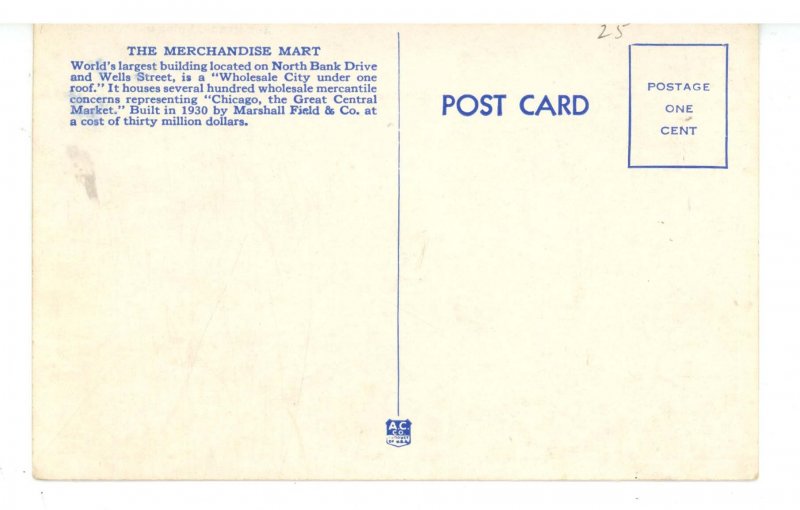 25
THE MERCHANDISE MART
World's largest building located on North Bank Drive
and Wells Street, is a "Wholesale City under one
roof." It houses several hundred wholesale mercantile
concerns representing "Chicago, the Great Central
Market." Built in 1930 by Marshall Field & Co. at
a cost of thirty million dollars.
POST CARD
POSTAGE
ONE
CENT
A.C.
CO
OF U.S.A.